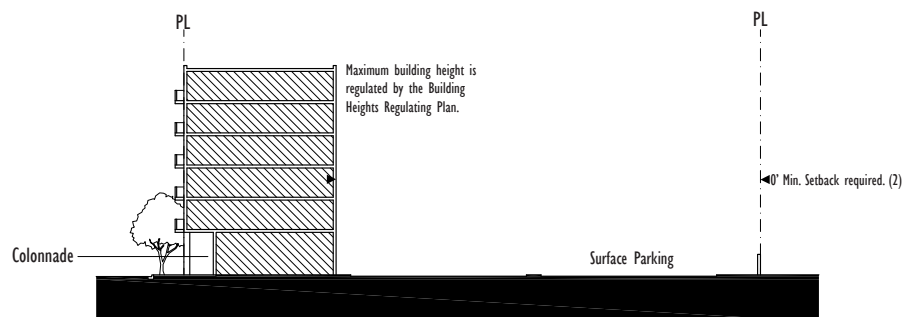 PL
PL
Maximum building height is
regulated by the Building
Heights Regulating Plan.
0' Min. Setback required. (2)
Colonnade
Surface Parking